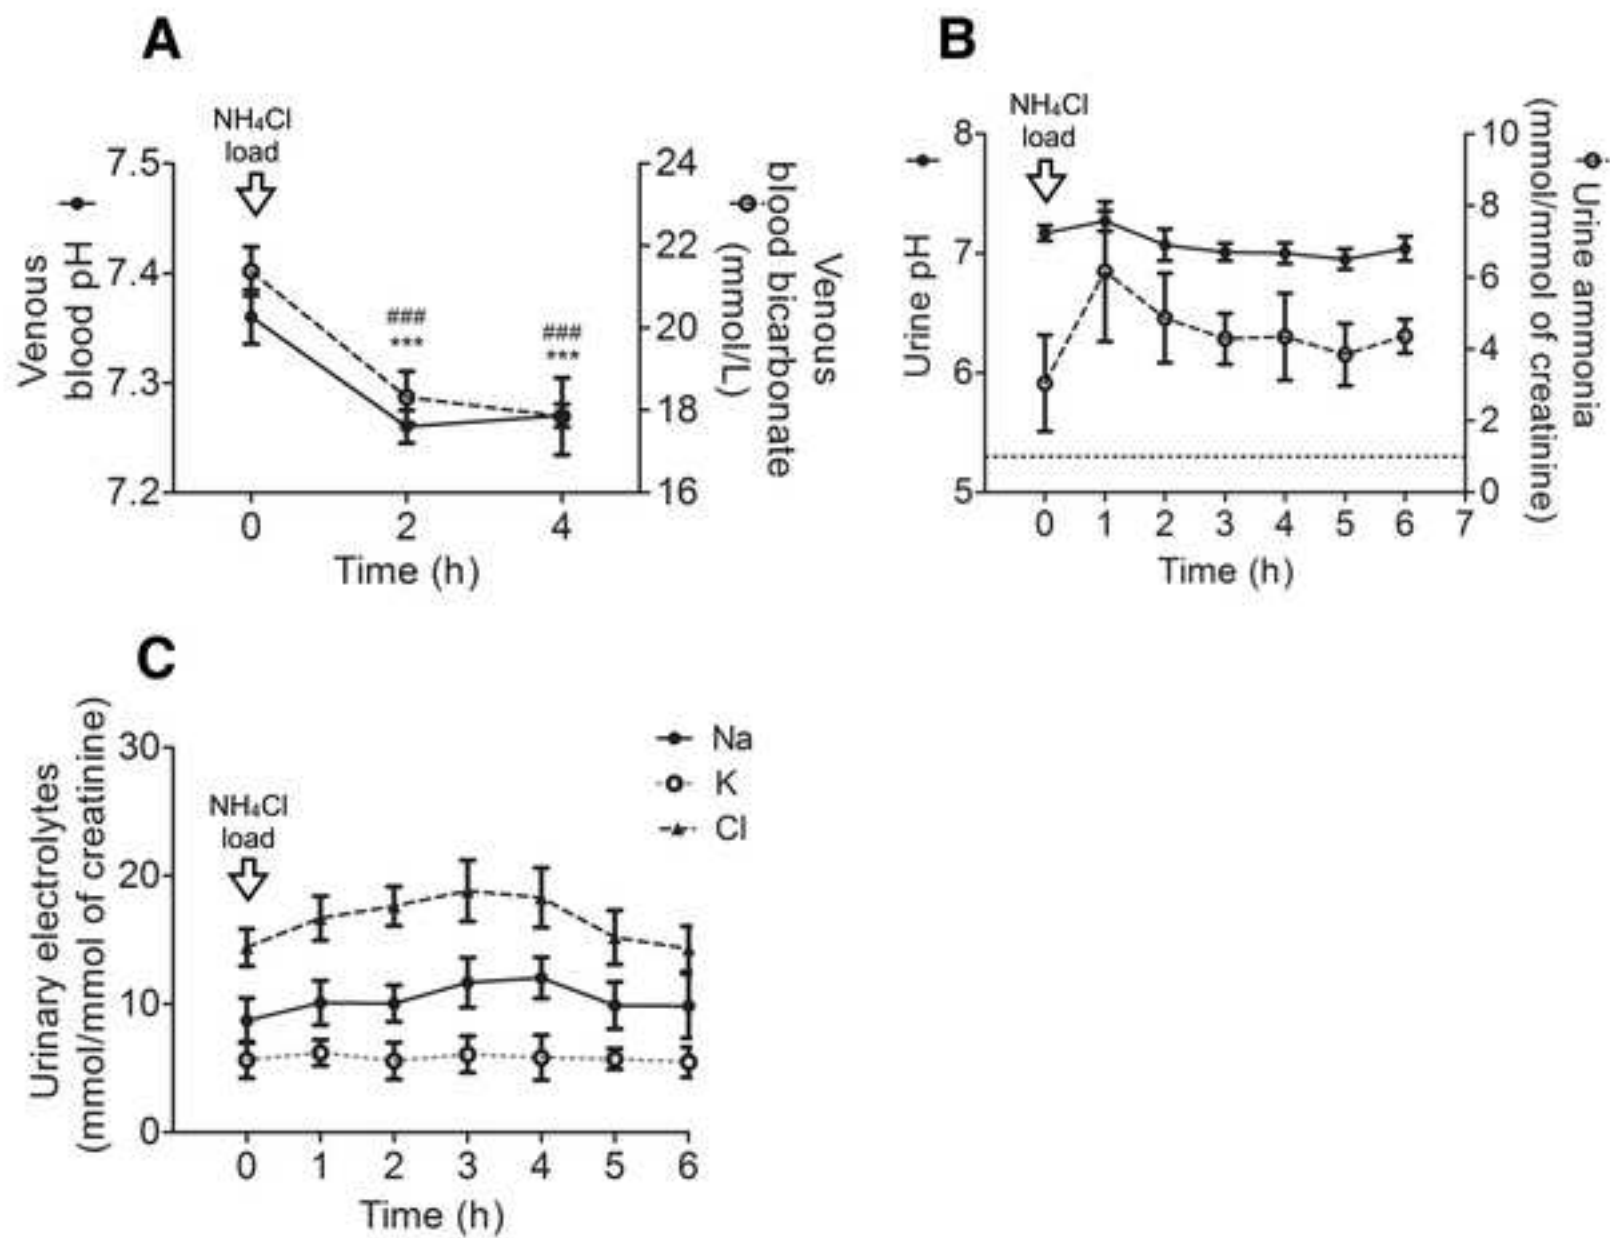 A
NH₄Cl
load
7.5
7.4
7.3
7.2
Venous
blood pH
24
22
20
18
16
Venous
blood bicarbonate
(mmol/L)
###
***
###
***
0 2 4
Time (h)
B
NH₄Cl
load
8
7
6
5
Urine pH
10
8
6
4
2
0
Urine ammonia
(mmol/mmol of creatinine)
0 1 2 3 4 5 6 7
Time (h)
C
NH₄Cl
load
30
20
10
0
Urinary electrolytes
(mmol/mmol of creatinine)
Na
K
Cl
0 1 2 3 4 5 6
Time (h)